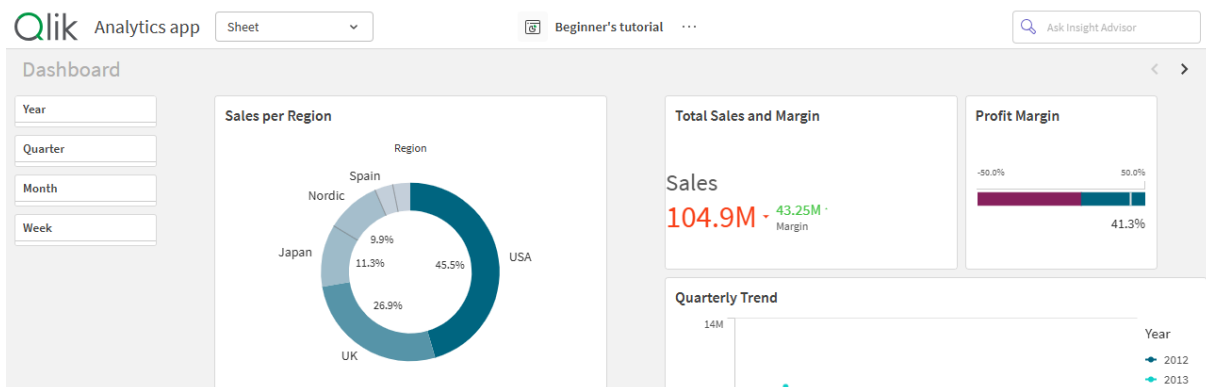 Qlik Analytics app Sheet Beginner's tutorial ... Ask Insight Advisor
Dashboard
Year
Quarter
Month
Week
Sales per Region
Region
Spain
Nordic
Japan
USA
UK
9.9%
11.3%
45.5%
26.9%
Total Sales and Margin
Sales
104.9M 43.25M
Margin
Profit Margin
-50.0% 50.0%
41.3%
Quarterly Trend
14M
Year
2012
2013